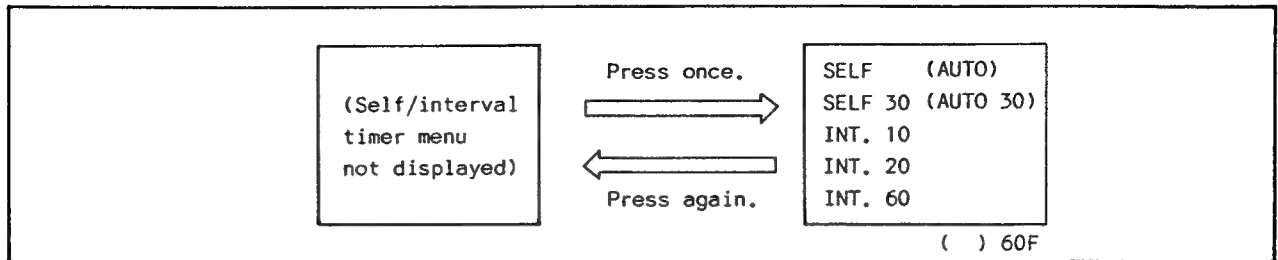 (Self/interval
timer menu
not displayed)
Press once.
Press again.
SELF (AUTO)
SELF 30 (AUTO 30)
INT. 10
INT. 20
INT. 60
( ) 60F